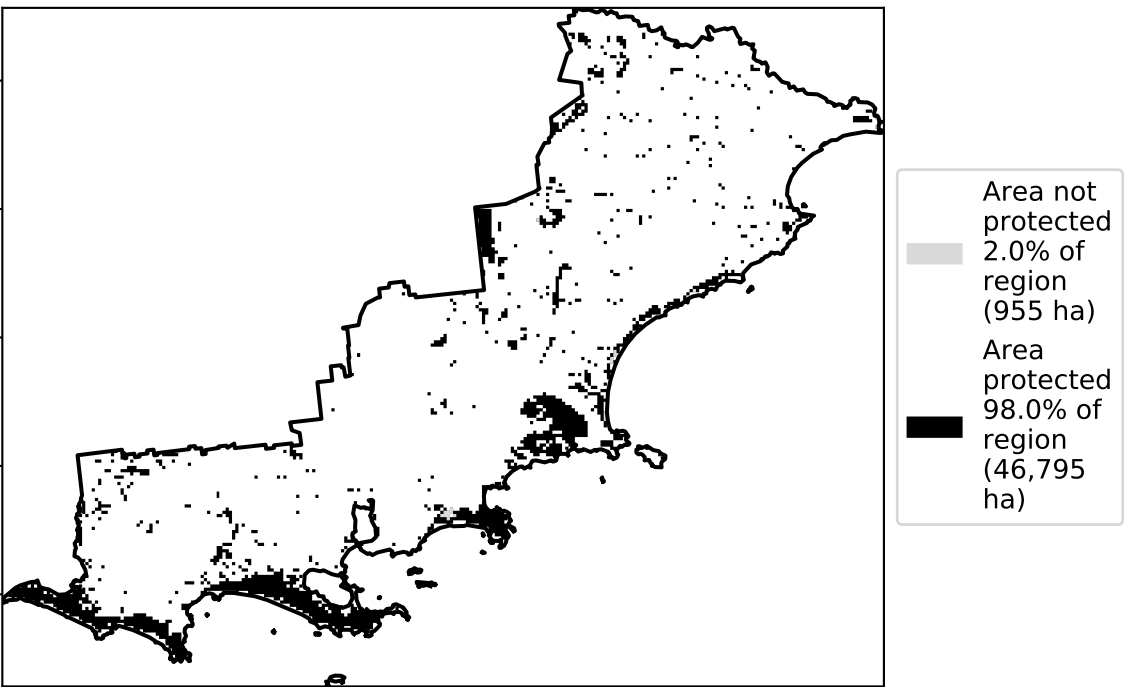 Area not
protected
2.0% of
region
(955 ha)
Area
protected
98.0% of
region
(46,795
ha)